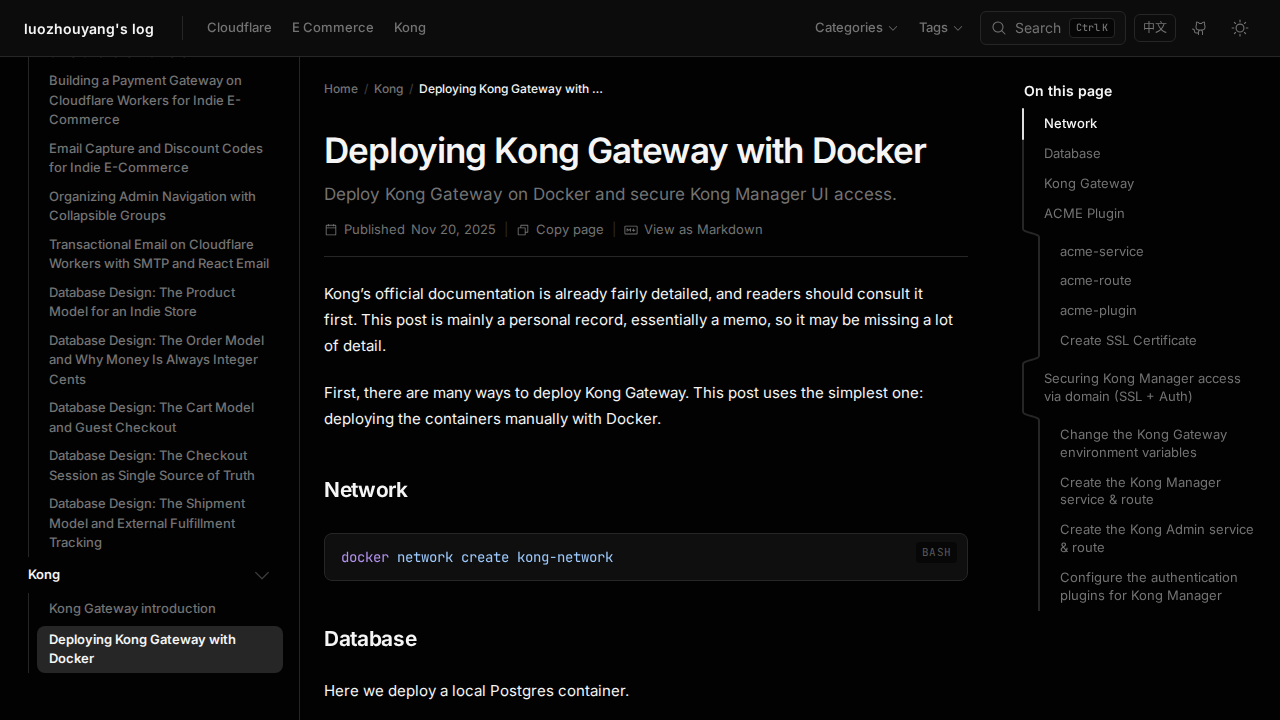 luozhouyang's log
Cloudflare
E Commerce
Kong
Categories
Tags
Search
Ctrl K
中文
Building a Payment Gateway on
Cloudflare Workers for Indie E-
Commerce
Email Capture and Discount Codes
for Indie E-Commerce
Organizing Admin Navigation with
Collapsible Groups
Transactional Email on Cloudflare
Workers with SMTP and React Email
Database Design: The Product
Model for an Indie Store
Database Design: The Order Model
and Why Money Is Always Integer
Cents
Database Design: The Cart Model
and Guest Checkout
Database Design: The Checkout
Session as Single Source of Truth
Database Design: The Shipment
Model and External Fulfillment
Tracking
Kong
Kong Gateway introduction
Deploying Kong Gateway with
Docker
Home / Kong / Deploying Kong Gateway with ...
Deploying Kong Gateway with Docker
Deploy Kong Gateway on Docker and secure Kong Manager UI access.
Published Nov 20, 2025
Copy page
View as Markdown
Kong’s official documentation is already fairly detailed, and readers should consult it
first. This post is mainly a personal record, essentially a memo, so it may be missing a lot
of detail.
First, there are many ways to deploy Kong Gateway. This post uses the simplest one:
deploying the containers manually with Docker.
Network
docker network create kong-network
BASH
Database
Here we deploy a local Postgres container.
On this page
Network
Database
Kong Gateway
ACME Plugin
acme-service
acme-route
acme-plugin
Create SSL Certificate
Securing Kong Manager access
via domain (SSL + Auth)
Change the Kong Gateway
environment variables
Create the Kong Manager
service & route
Create the Kong Admin service
& route
Configure the authentication
plugins for Kong Manager